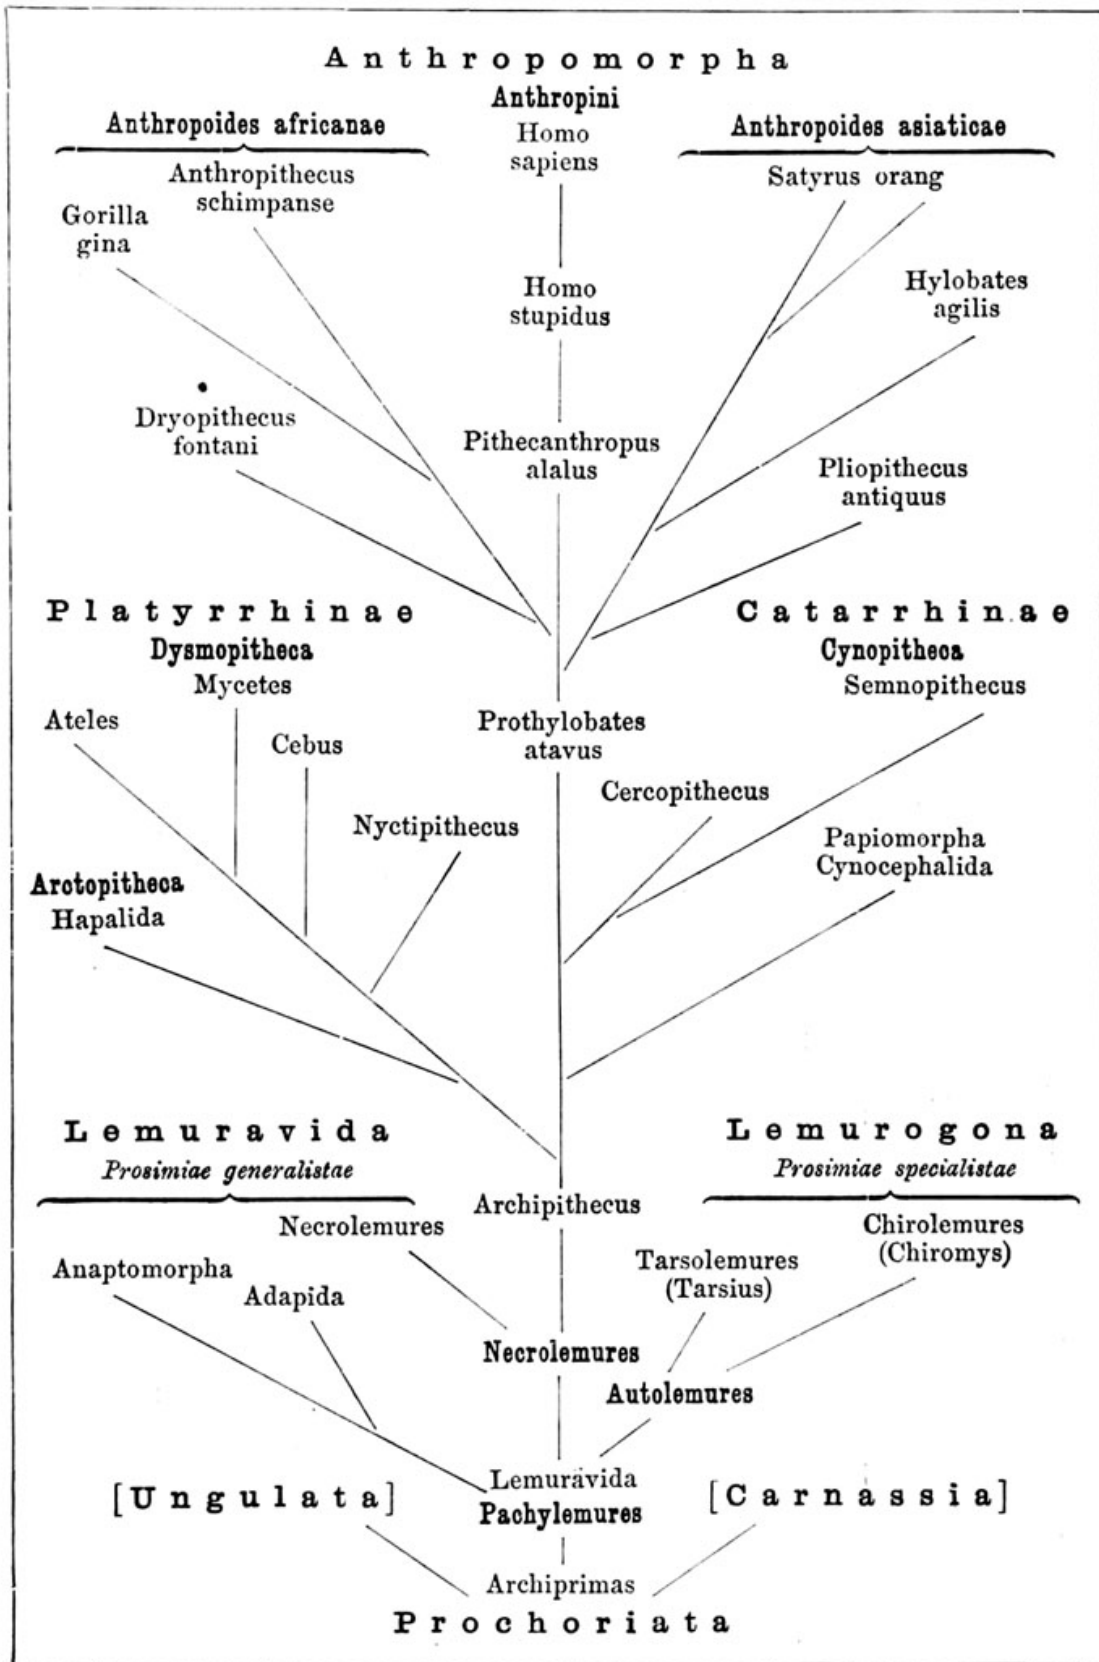 Anthropomorpha
Anthropini
Anthropoides africanae
Anthropoides asiaticae
Homo
sapiens
Anthropithecus
schimpanse
Satyrus orang
Gorilla
gina
Homo
stupidus
Hylobates
agilis
Dryopithecus
fontani
Pithecanthropus
alalus
Pliopithecus
antiquus
Platyrrhinae
Catarrhinae
Dysmopitheca
Cynopitheca
Mycetes
Semnopithecus
Ateles
Cebus
Prothylobates
atavus
Cercopithecus
Nyctipithecus
Papiomorpha
Cynocephalida
Arctopitheca
Hapalida
Lemuravida
Lemurogona
Prosimiae generalistae
Prosimiae specialistae
Archipithecus
Necrolemures
Chirolemures
(Chiromys)
Anaptomorpha
Adapida
Tarsolemures
(Tarsius)
Necrolemures
Autolemures
Lemuravida
Pachylemures
[Ungulata]
[Carnassia]
Archiprimas
Prochoriata